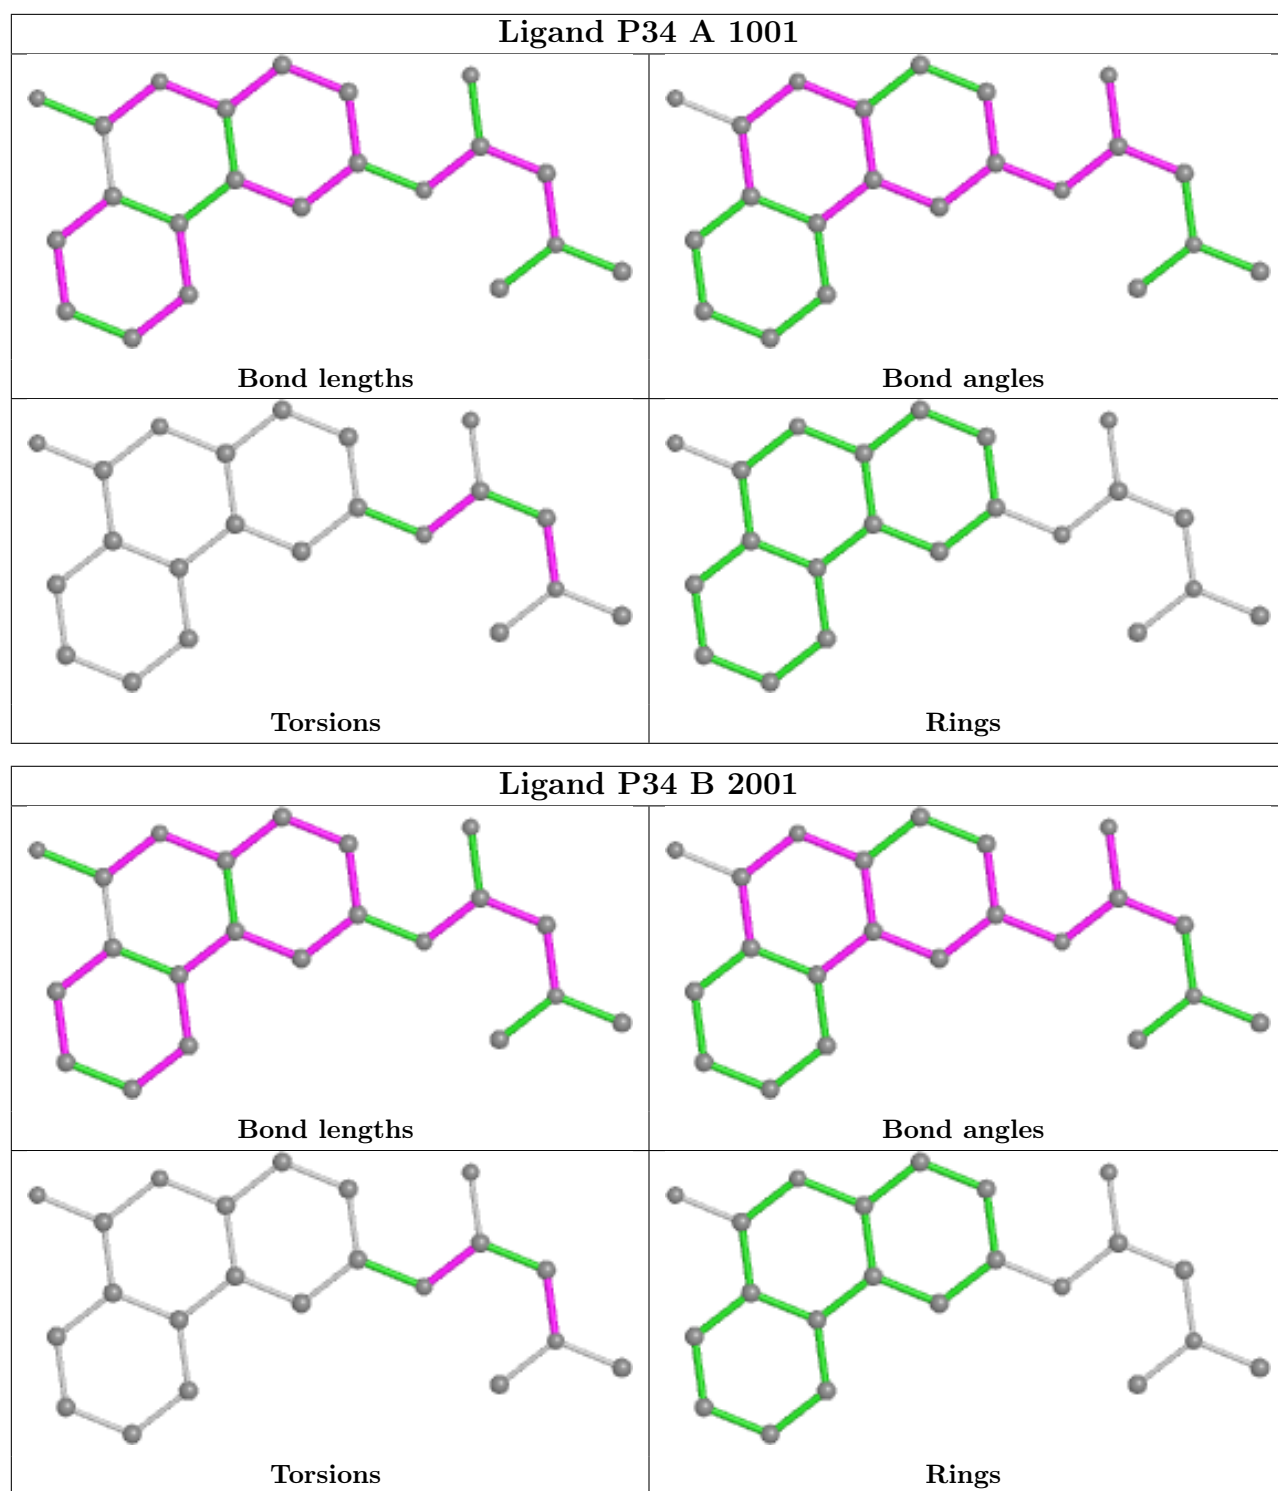 Ligand P34 A 1001
Bond lengths Bond angles
Torsions Rings
Ligand P34 B 2001
Bond lengths Bond angles
Torsions Rings